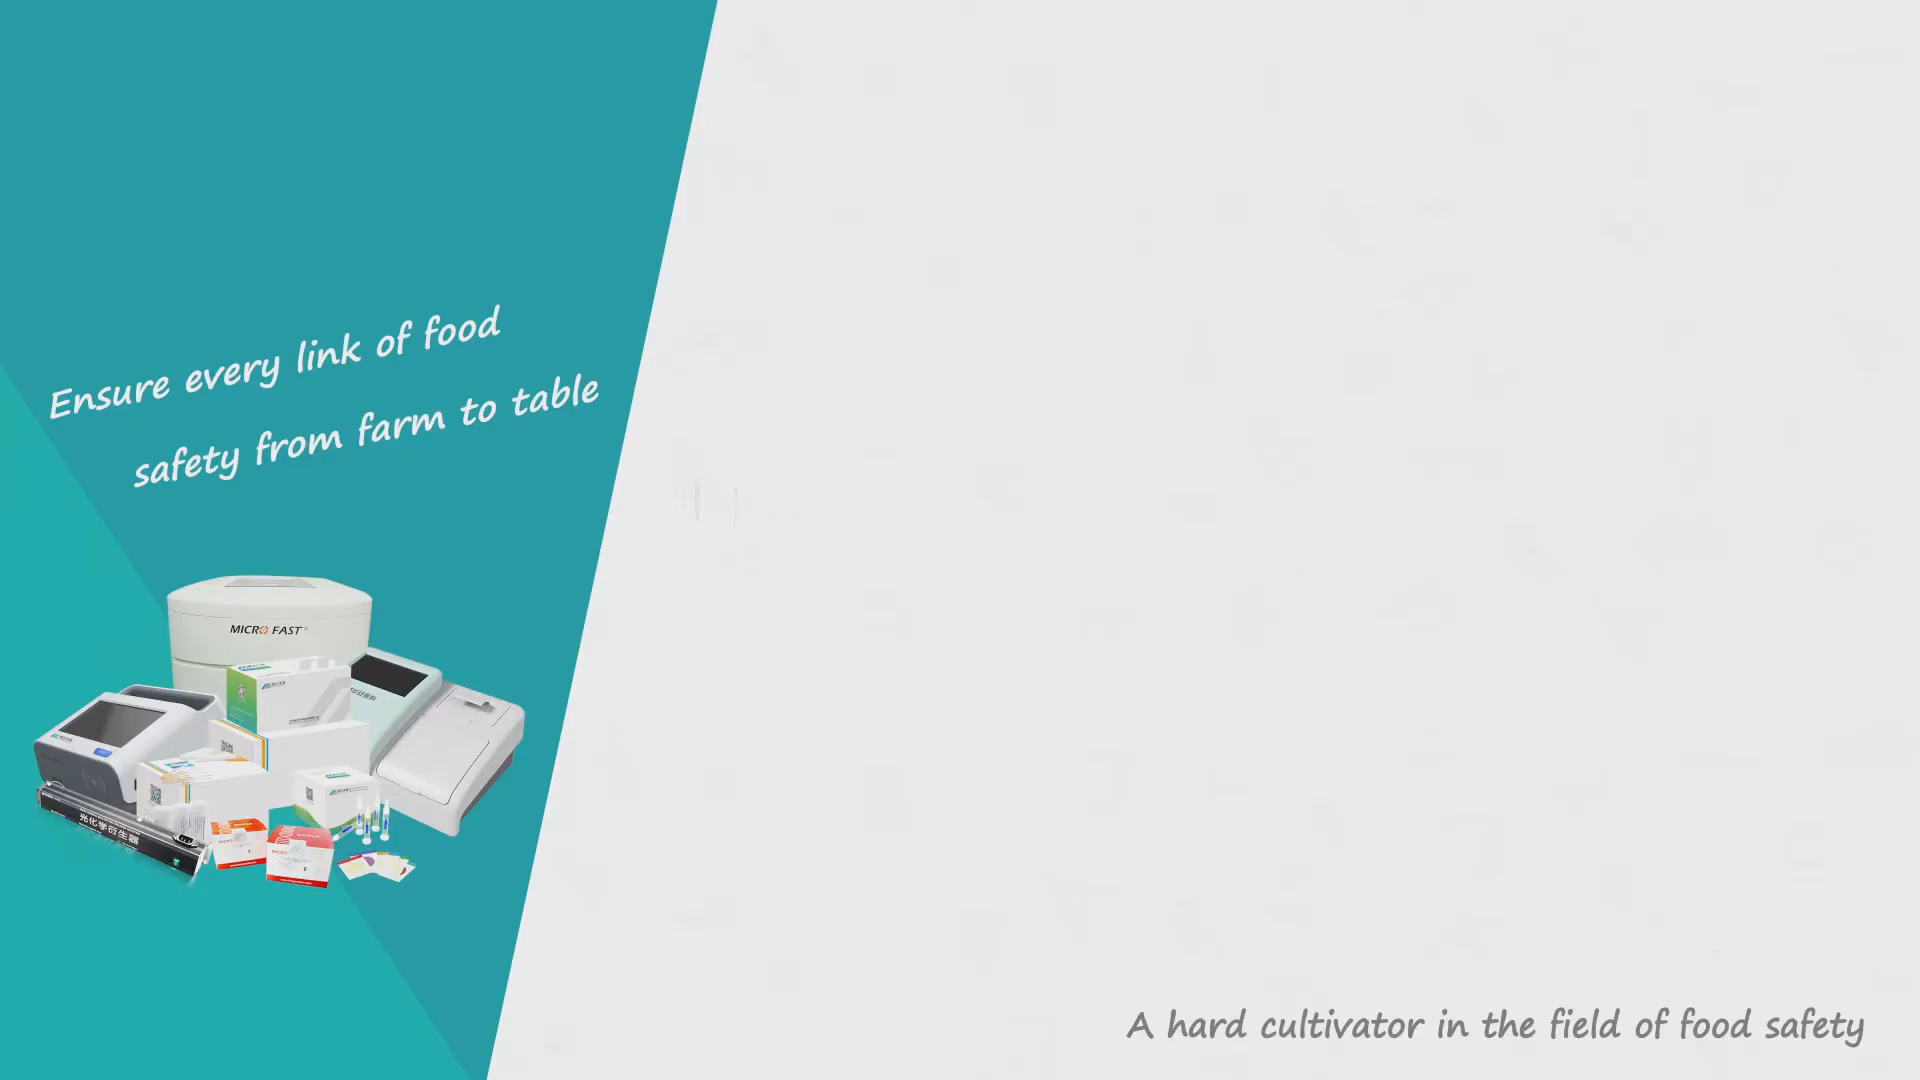 Ensure every link of food
safety from farm to table
MICRO FAST®
光化学衍生器
A hard cultivator in the field of food safety